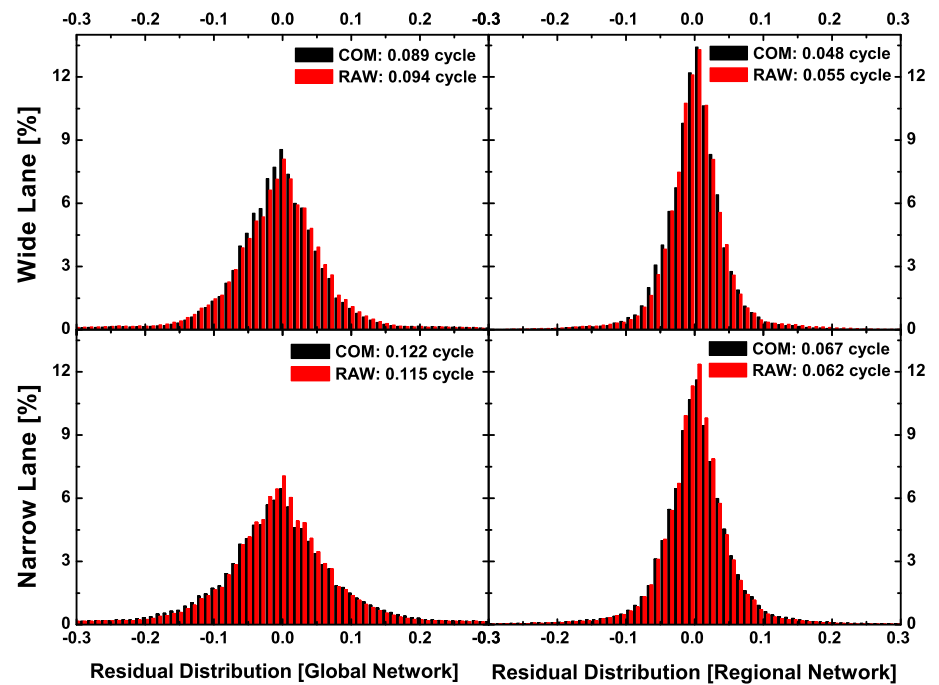 -0.3 -0.2 -0.1 0.0 0.1 0.2 -0.3 -0.2 -0.1 0.0 0.1 0.2 0.3
COM: 0.089 cycle
RAW: 0.094 cycle
COM: 0.048 cycle
RAW: 0.055 cycle
Wide Lane [%]
12
9
6
3
0
12
9
6
3
0
COM: 0.122 cycle
RAW: 0.115 cycle
COM: 0.067 cycle
RAW: 0.062 cycle
Narrow Lane [%]
12
9
6
3
0
12
9
6
3
0
-0.3 -0.2 -0.1 0.0 0.1 0.2 -0.3 -0.2 -0.1 0.0 0.1 0.2 0.3
Residual Distribution [Global Network]
Residual Distribution [Regional Network]